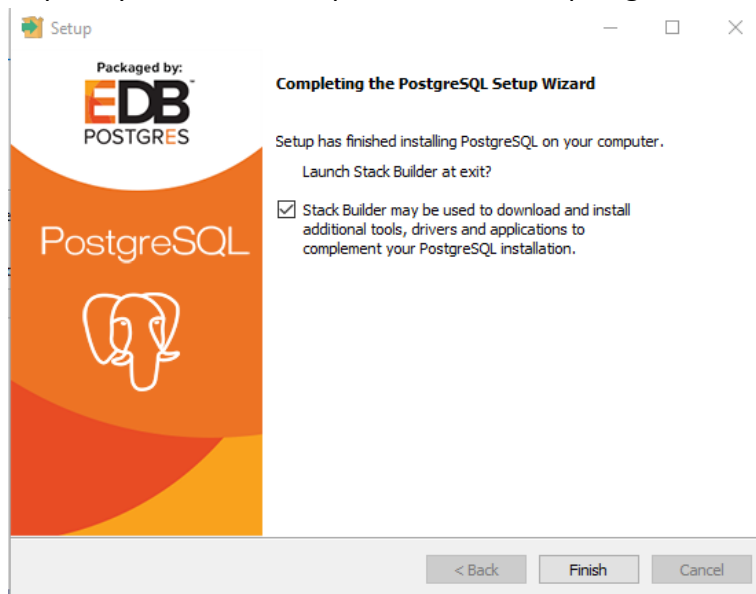 Setup
Packaged by:
EDB
POSTGRES
PostgreSQL
Completing the PostgreSQL Setup Wizard
Setup has finished installing PostgreSQL on your computer.
Launch Stack Builder at exit?
Stack Builder may be used to download and install
additional tools, drivers and applications to
complement your PostgreSQL installation.
< Back
Finish
Cancel